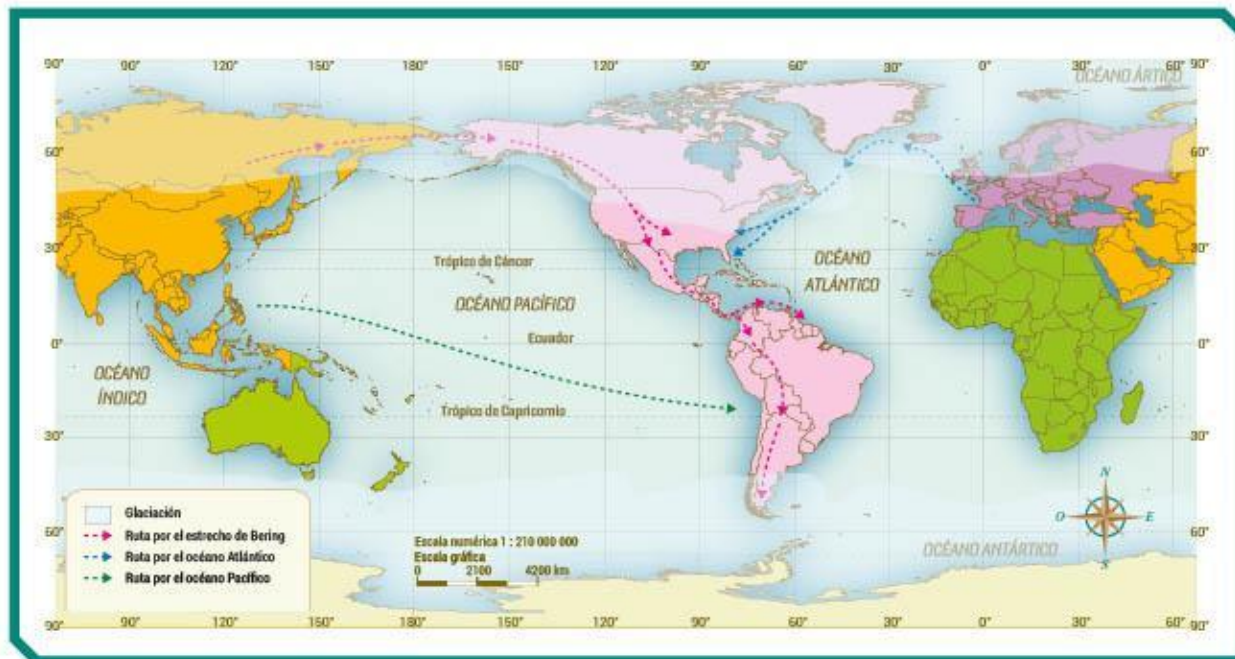 90° 90° 120° 150° 180° 150° 120° 90° 60° 30° 0° 30° 60° 90°
OCÉANO ÁRTICO
60° 60°
30° 30°
Trópico de Cáncer
OCÉANO PACÍFICO
OCÉANO
ATLÁNTICO
Ecuador
0° 0°
OCÉANO
ÍNDICO
Trópico de Capricornio
30° 30°
N
O E
S
Glaciación
Ruta por el estrecho de Bering
Ruta por el océano Atlántico
Ruta por el océano Pacífico
Escala numérica 1 : 210 000 000
Escala gráfica
0 2100 4200 km
OCÉANO ANTÁRTICO
60° 60°
90° 90° 120° 150° 180° 150° 120° 90° 60° 30° 0° 30° 60° 90°